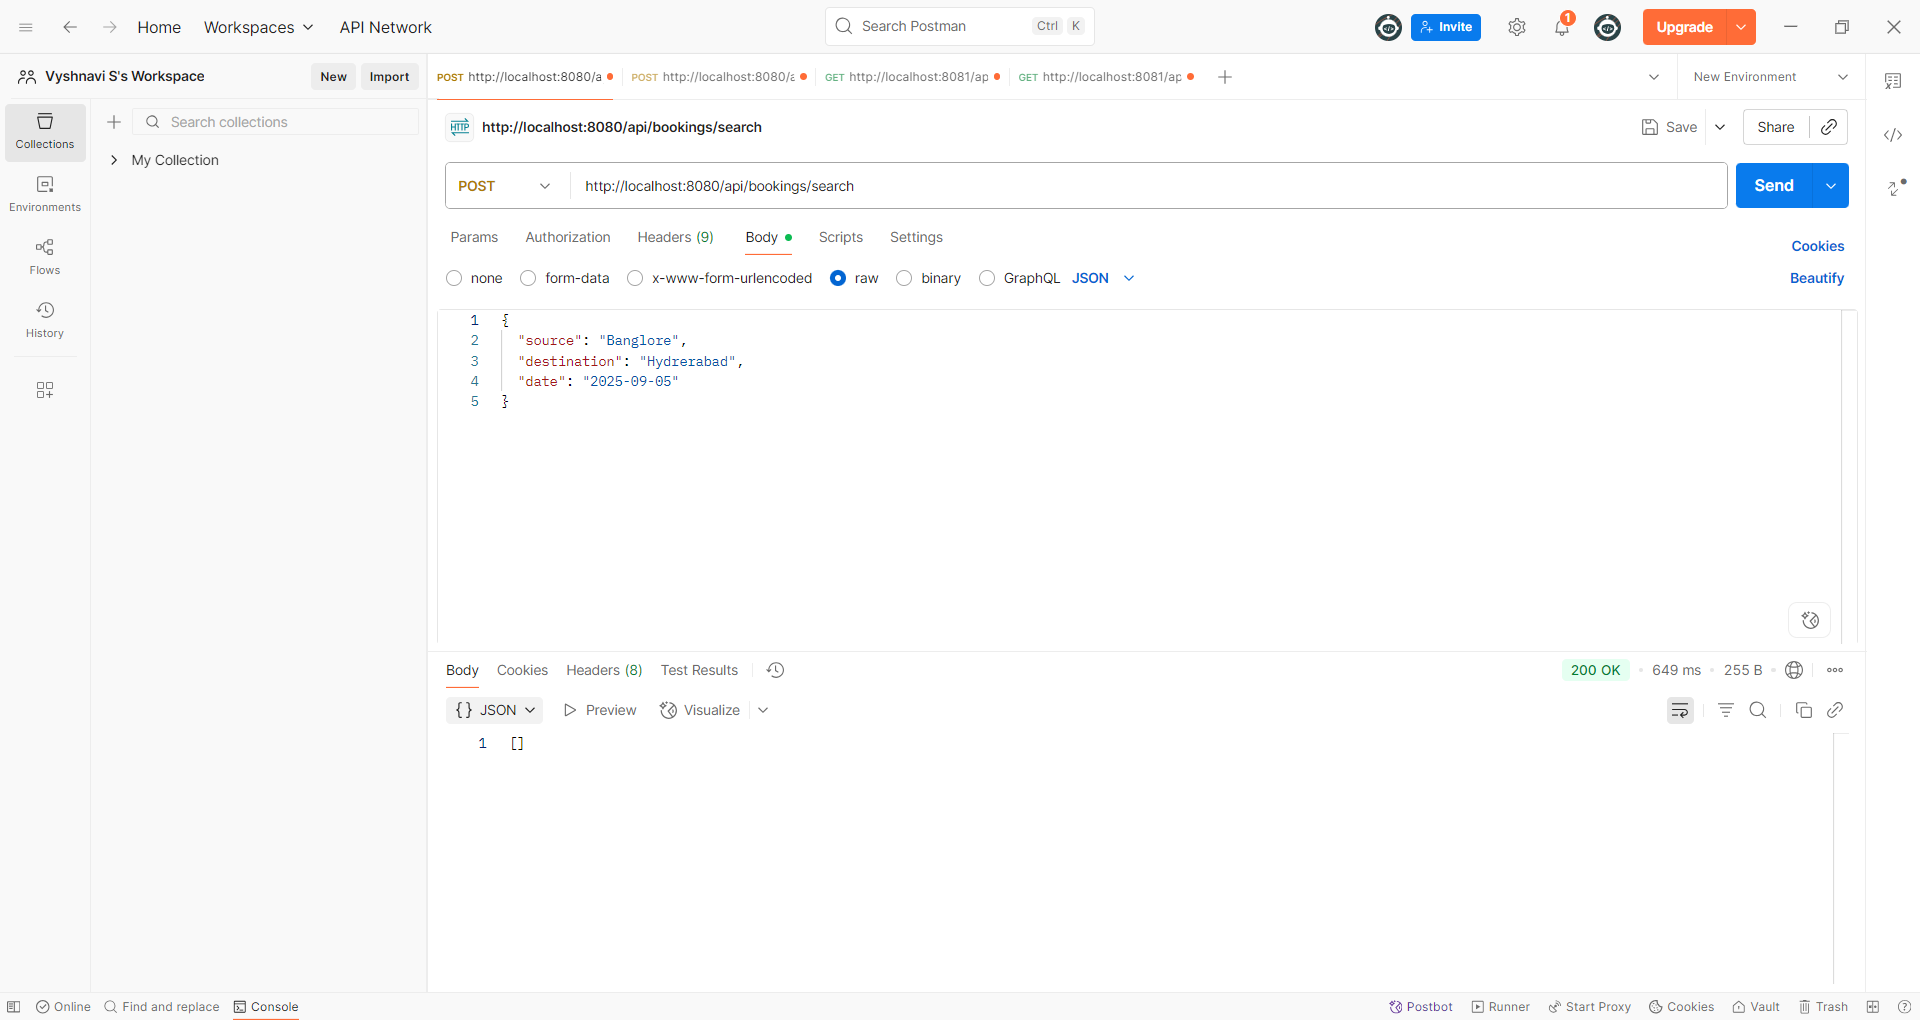 Home Workspaces API Network Search Postman Ctrl K Invite 1 Upgrade
Vyshnavi S's Workspace New Import POST http://localhost:8080/a POST http://localhost:8080/a GET http://localhost:8081/ap GET http://localhost:8081/ap New Environment
Collections
Environments
Flows
History
Search collections
My Collection
HTTP http://localhost:8080/api/bookings/search Save Share
POST http://localhost:8080/api/bookings/search Send
Params Authorization Headers (9) Body Scripts Settings Cookies
none form-data x-www-form-urlencoded raw binary GraphQL JSON Beautify
1 {
2 "source": "Banglore",
3 "destination": "Hydrerabad",
4 "date": "2025-09-05"
5 }
Body Cookies Headers (8) Test Results 200 OK 649 ms 255 B
{} JSON Preview Visualize
1 []
Online Find and replace Console Postbot Runner Start Proxy Cookies Vault Trash